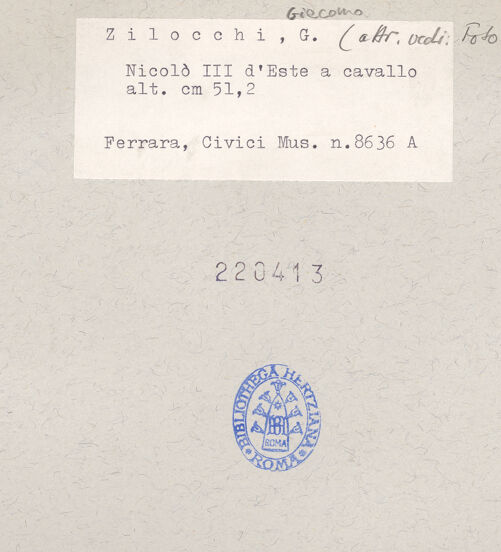 Giacomo
Zilocchi, G. (attr. vedi: Foto
Nicolò III d'Este a cavallo
alt. cm 51,2
Ferrara, Civici Mus. n.8636 A
220413
BIBLIOTHECA HERTZIANA
BH
ROMA
ROMA